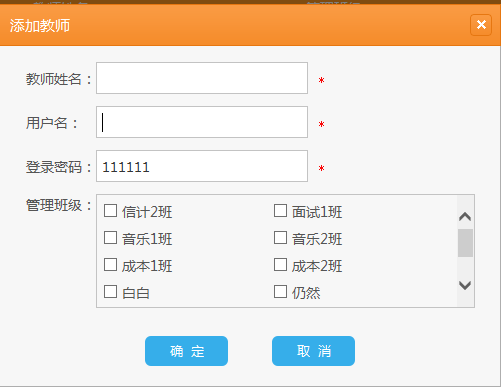 添加教师
教师姓名： *
用户名： *
登录密码： 111111 *
管理班级： 信计2班 面试1班
音乐1班 音乐2班
成本1班 成本2班
白白 仍然
确 定 取 消